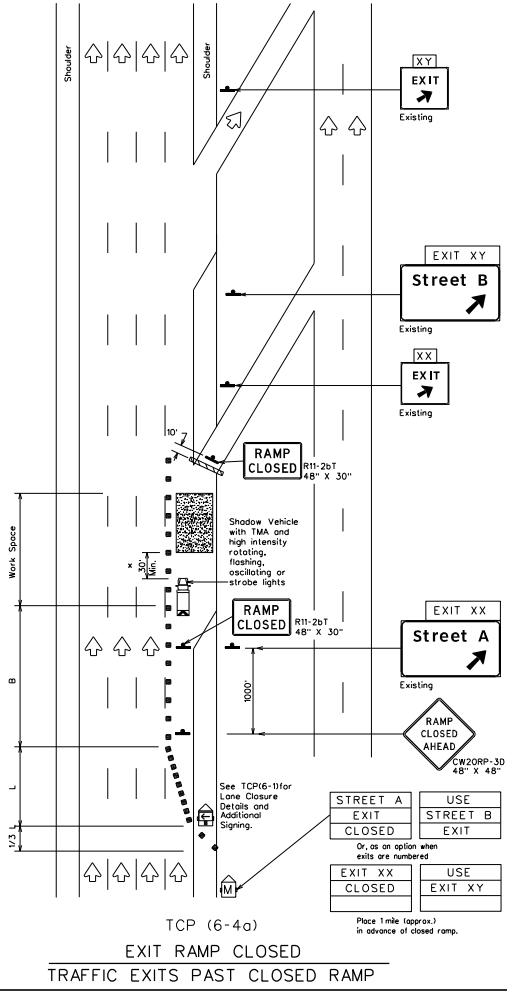 Shoulder
Shoulder
XY
EXIT
Existing
EXIT XY
Street B
Existing
XX
EXIT
Existing
10'
RAMP
CLOSED
R11-2bT
48" X 30"
Work Space
x
30'
Min.
Shadow Vehicle
with TMA and
high intensity
rotating,
flashing,
oscillating or
strobe lights
RAMP
CLOSED
R11-2bT
48" X 30"
EXIT XX
Street A
Existing
B
1000'
RAMP
CLOSED
AHEAD
CW20RP-3D
48" X 48"
L
See TCP(6-1)for
Lane Closure
Details and
Additional
Signing.
1/3 L
STREET A
EXIT
CLOSED
USE
STREET B
EXIT
Or, as an option when
exits are numbered
M
EXIT XX
CLOSED
USE
EXIT XY
Place 1 mile (approx.)
in advance of closed ramp.
TCP (6-4a)
EXIT RAMP CLOSED
TRAFFIC EXITS PAST CLOSED RAMP